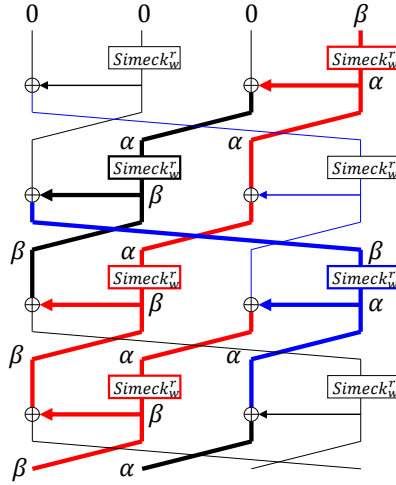 0 0 0 β
Simeck_w^r Simeck_w^r
α
α α
Simeck_w^r Simeck_w^r
β
β β
Simeck_w^r Simeck_w^r
β α
β α α
Simeck_w^r Simeck_w^r
β
β α